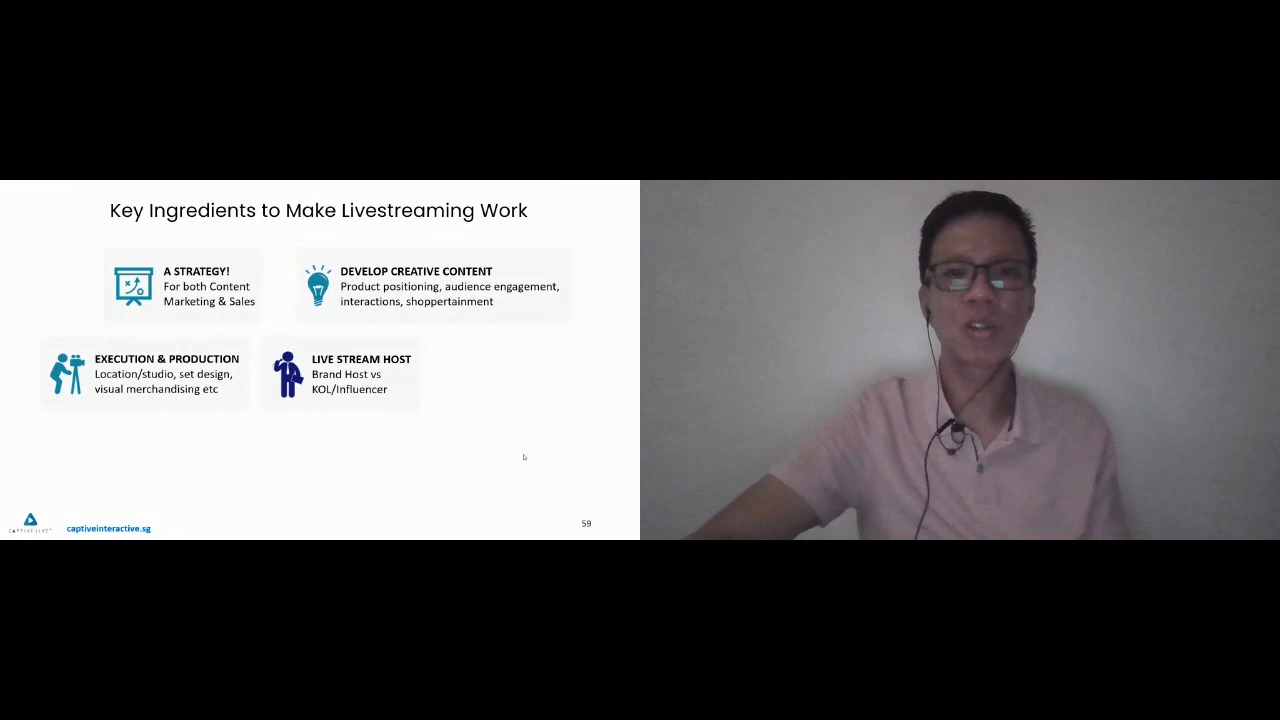 Key Ingredients to Make Livestreaming Work
A STRATEGY!
For both Content
Marketing & Sales
DEVELOP CREATIVE CONTENT
Product positioning, audience engagement,
interactions, shoppertainment
EXECUTION & PRODUCTION
Location/studio, set design,
visual merchandising etc
LIVE STREAM HOST
Brand Host vs
KOL/Influencer
CAPTIVE LIVE
captiveinteractive.sg
59